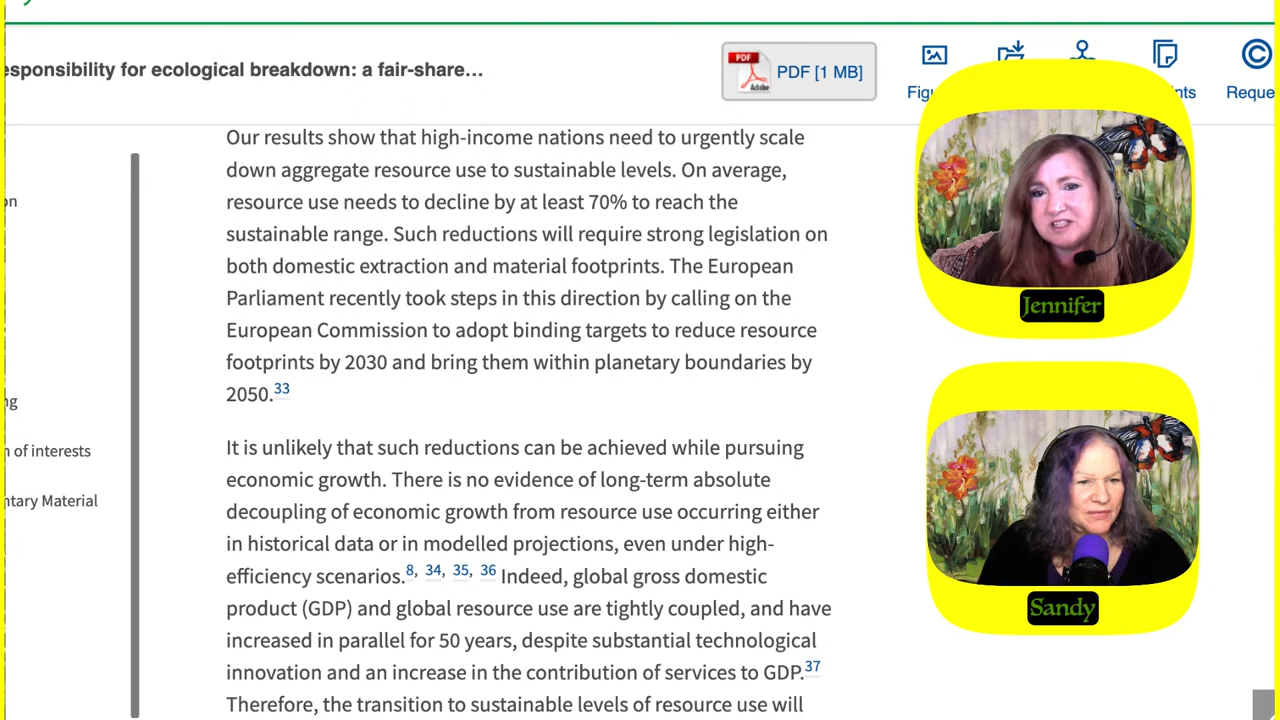 esponsibility for ecological breakdown: a fair-share…
PDF
Adobe
PDF [1 MB]
Reque
Our results show that high-income nations need to urgently scale
down aggregate resource use to sustainable levels. On average,
resource use needs to decline by at least 70% to reach the
sustainable range. Such reductions will require strong legislation on
both domestic extraction and material footprints. The European
Parliament recently took steps in this direction by calling on the
European Commission to adopt binding targets to reduce resource
footprints by 2030 and bring them within planetary boundaries by
2050.33
It is unlikely that such reductions can be achieved while pursuing
economic growth. There is no evidence of long-term absolute
decoupling of economic growth from resource use occurring either
in historical data or in modelled projections, even under high-
efficiency scenarios.8, 34, 35, 36 Indeed, global gross domestic
product (GDP) and global resource use are tightly coupled, and have
increased in parallel for 50 years, despite substantial technological
innovation and an increase in the contribution of services to GDP.37
Therefore, the transition to sustainable levels of resource use will
on
ng
n of interests
ntary Material
Figu
nts
Jennifer
Sandy